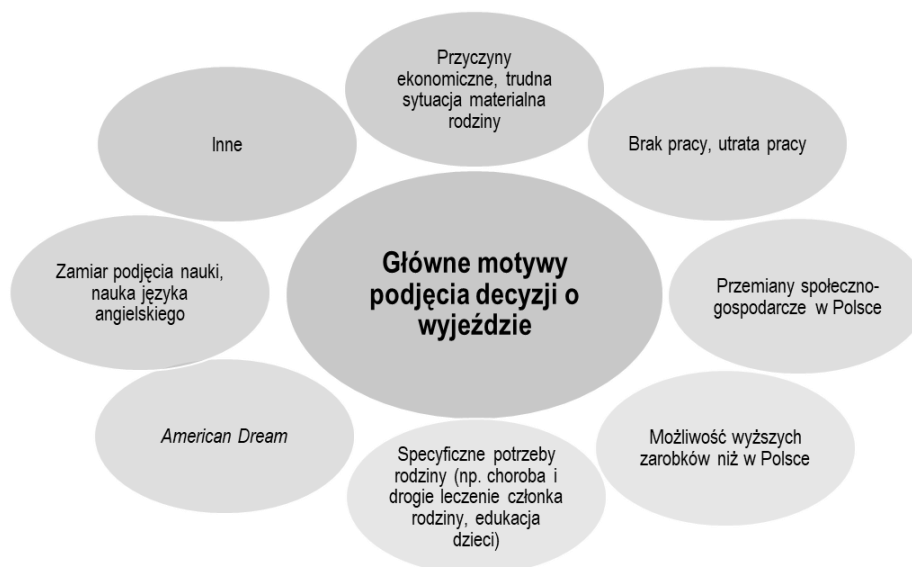 Przyczyny
ekonomiczne, trudna
sytuacja materialna
rodziny
Inne
Brak pracy, utrata pracy
Główne motywy
podjęcia decyzji o
wyjeździe
Zamiar podjęcia nauki,
nauka języka
angielskiego
Przemiany społeczno-
gospodarcze w Polsce
American Dream
Możliwość wyższych
zarobków niż w Polsce
Specyficzne potrzeby
rodziny (np. choroba i
drogie leczenie członka
rodziny, edukacja
dzieci)